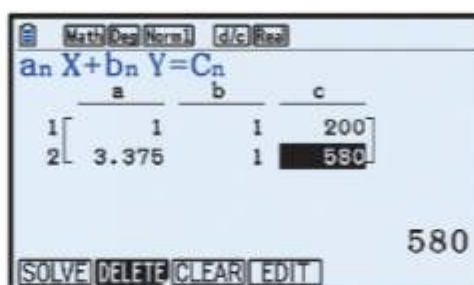 Math Deg Norm1 d/c Real
an X+bn Y=Cn
a b c
1 1 1 200
2 3.375 1 580
580
SOLVE DELETE CLEAR EDIT